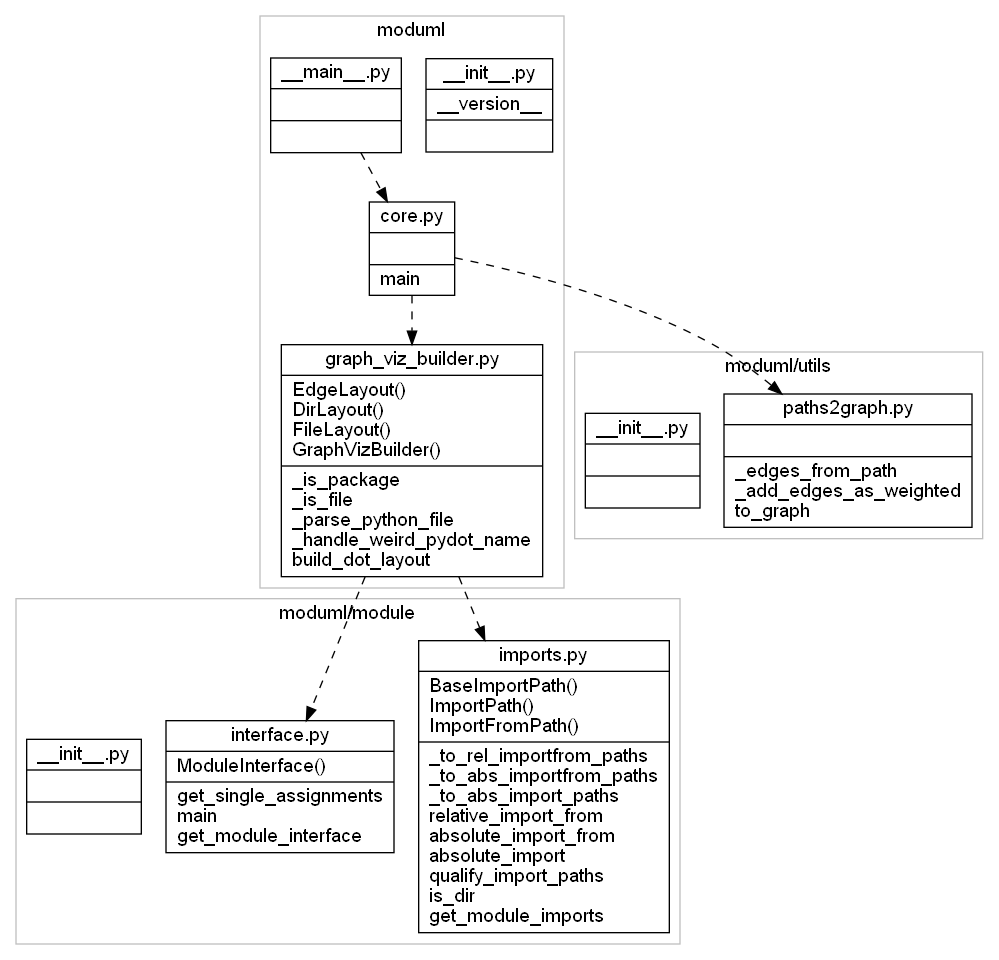 moduml
__main__.py
__init__.py
__version__
core.py
main
graph_viz_builder.py
EdgeLayout()
DirLayout()
FileLayout()
GraphVizBuilder()
_is_package
_is_file
_parse_python_file
_handle_weird_pydot_name
build_dot_layout
moduml/utils
__init__.py
paths2graph.py
_edges_from_path
_add_edges_as_weighted
to_graph
moduml/module
__init__.py
interface.py
ModuleInterface()
get_single_assignments
main
get_module_interface
imports.py
BaseImportPath()
ImportPath()
ImportFromPath()
_to_rel_importfrom_paths
_to_abs_importfrom_paths
_to_abs_import_paths
relative_import_from
absolute_import_from
absolute_import
qualify_import_paths
is_dir
get_module_imports